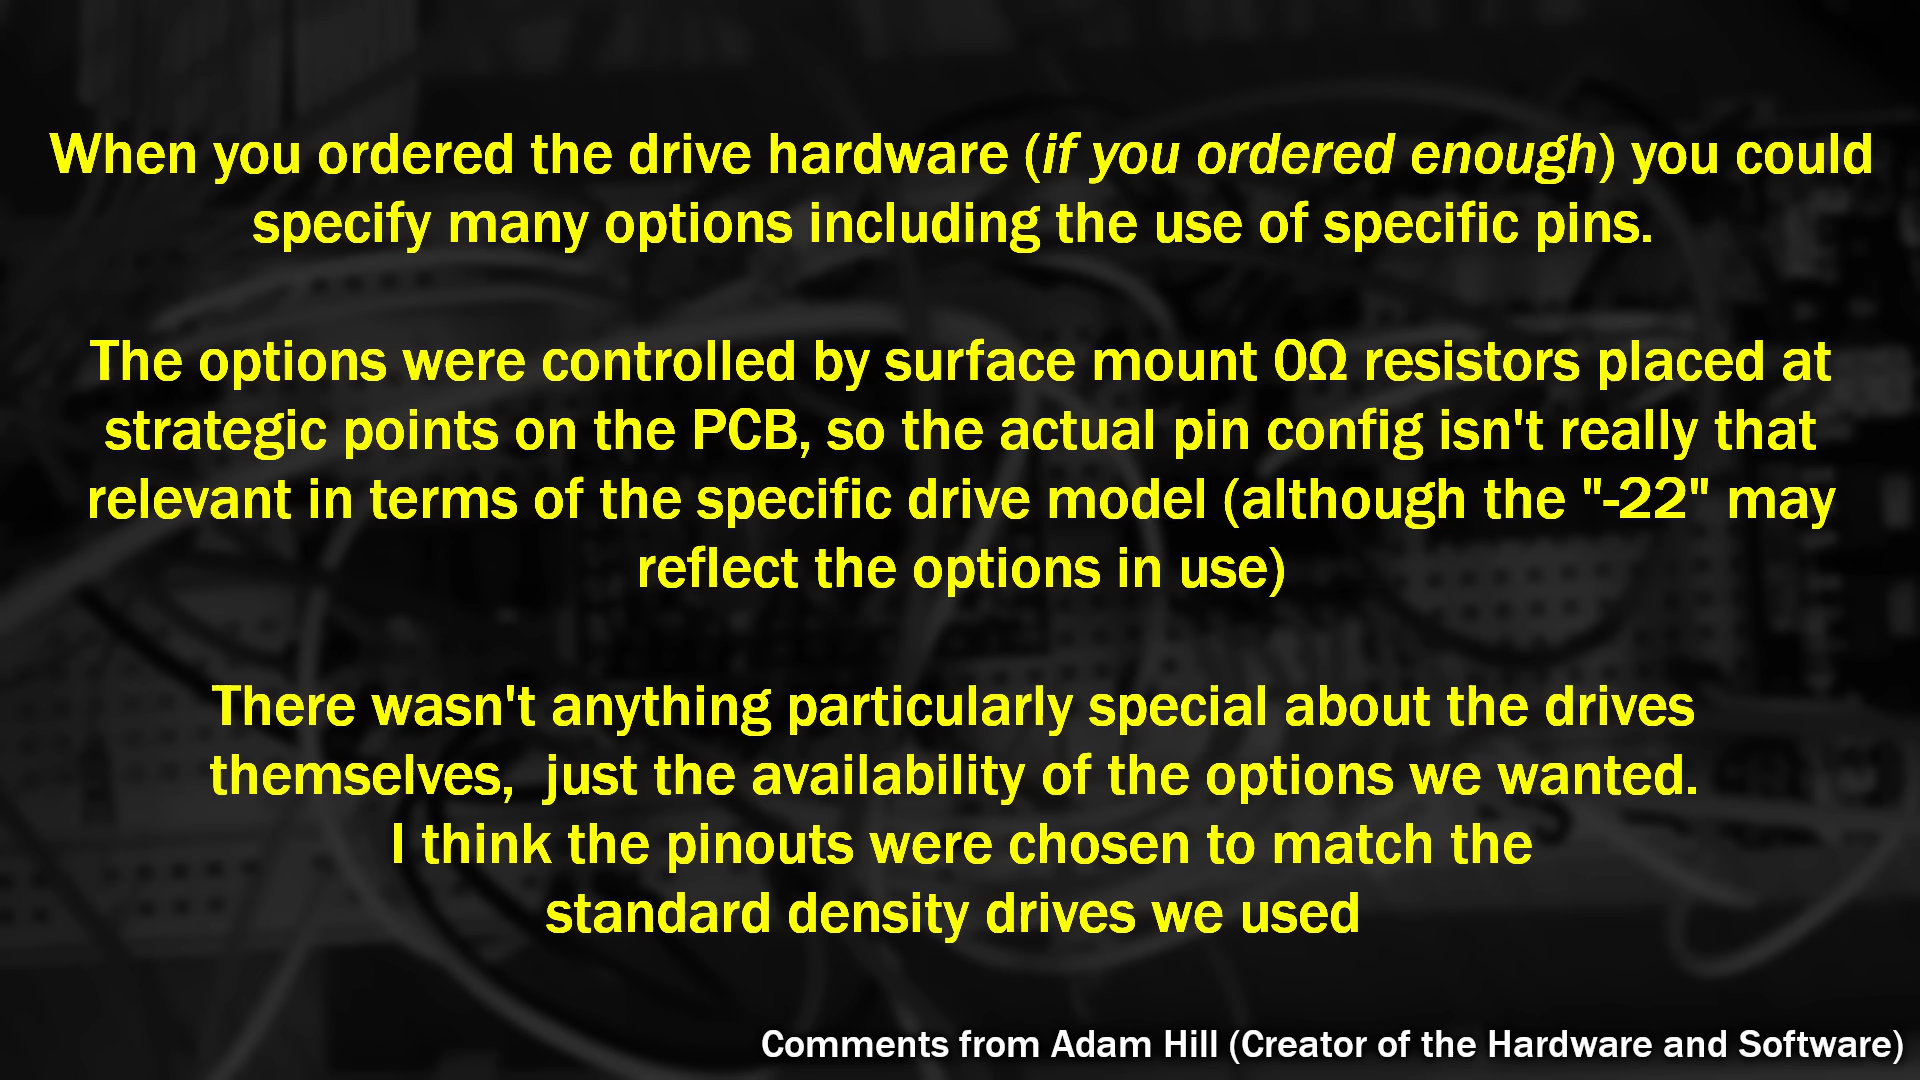 When you ordered the drive hardware (if you ordered enough) you could
specify many options including the use of specific pins.
The options were controlled by surface mount 0Ω resistors placed at
strategic points on the PCB, so the actual pin config isn't really that
relevant in terms of the specific drive model (although the "-22" may
reflect the options in use)
There wasn't anything particularly special about the drives
themselves,  just the availability of the options we wanted.
I think the pinouts were chosen to match the
standard density drives we used
Comments from Adam Hill (Creator of the Hardware and Software)